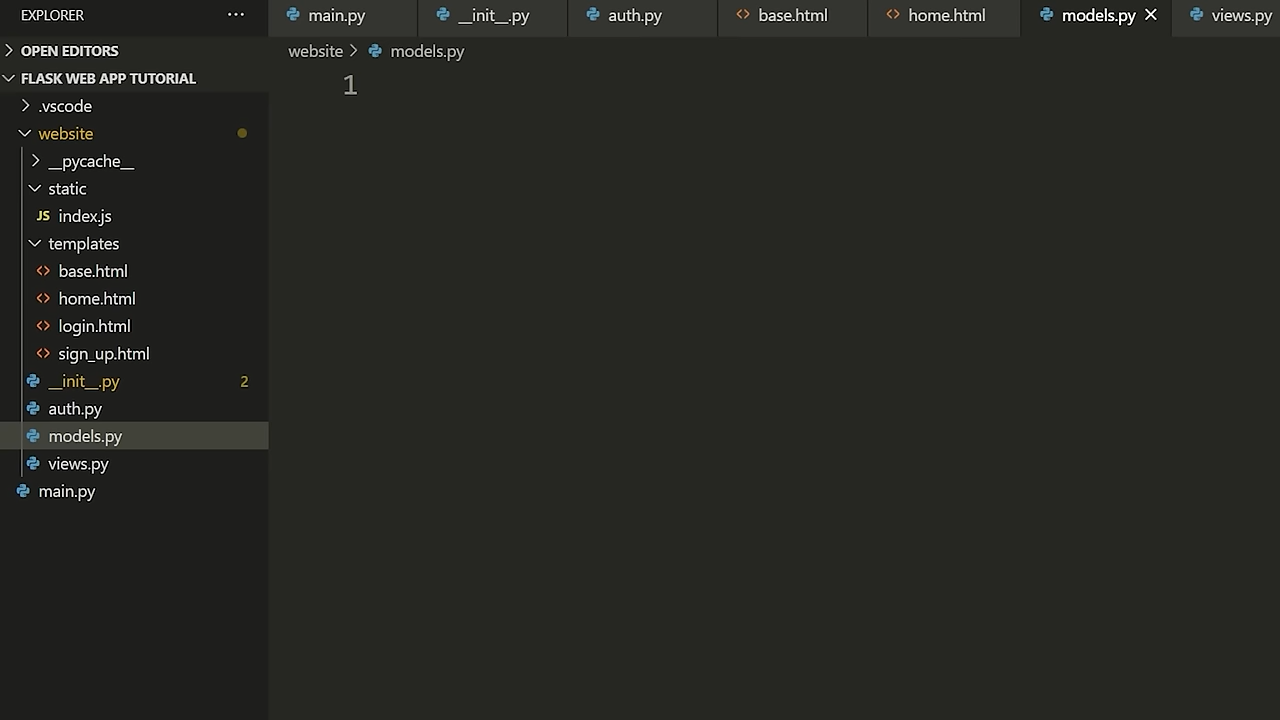 EXPLORER ...
main.py
__init__.py
auth.py
base.html
home.html
models.py
views.py
OPEN EDITORS
website > models.py
FLASK WEB APP TUTORIAL
1
.vscode
website
__pycache__
static
JS index.js
templates
base.html
home.html
login.html
sign_up.html
__init__.py 2
auth.py
models.py
views.py
main.py